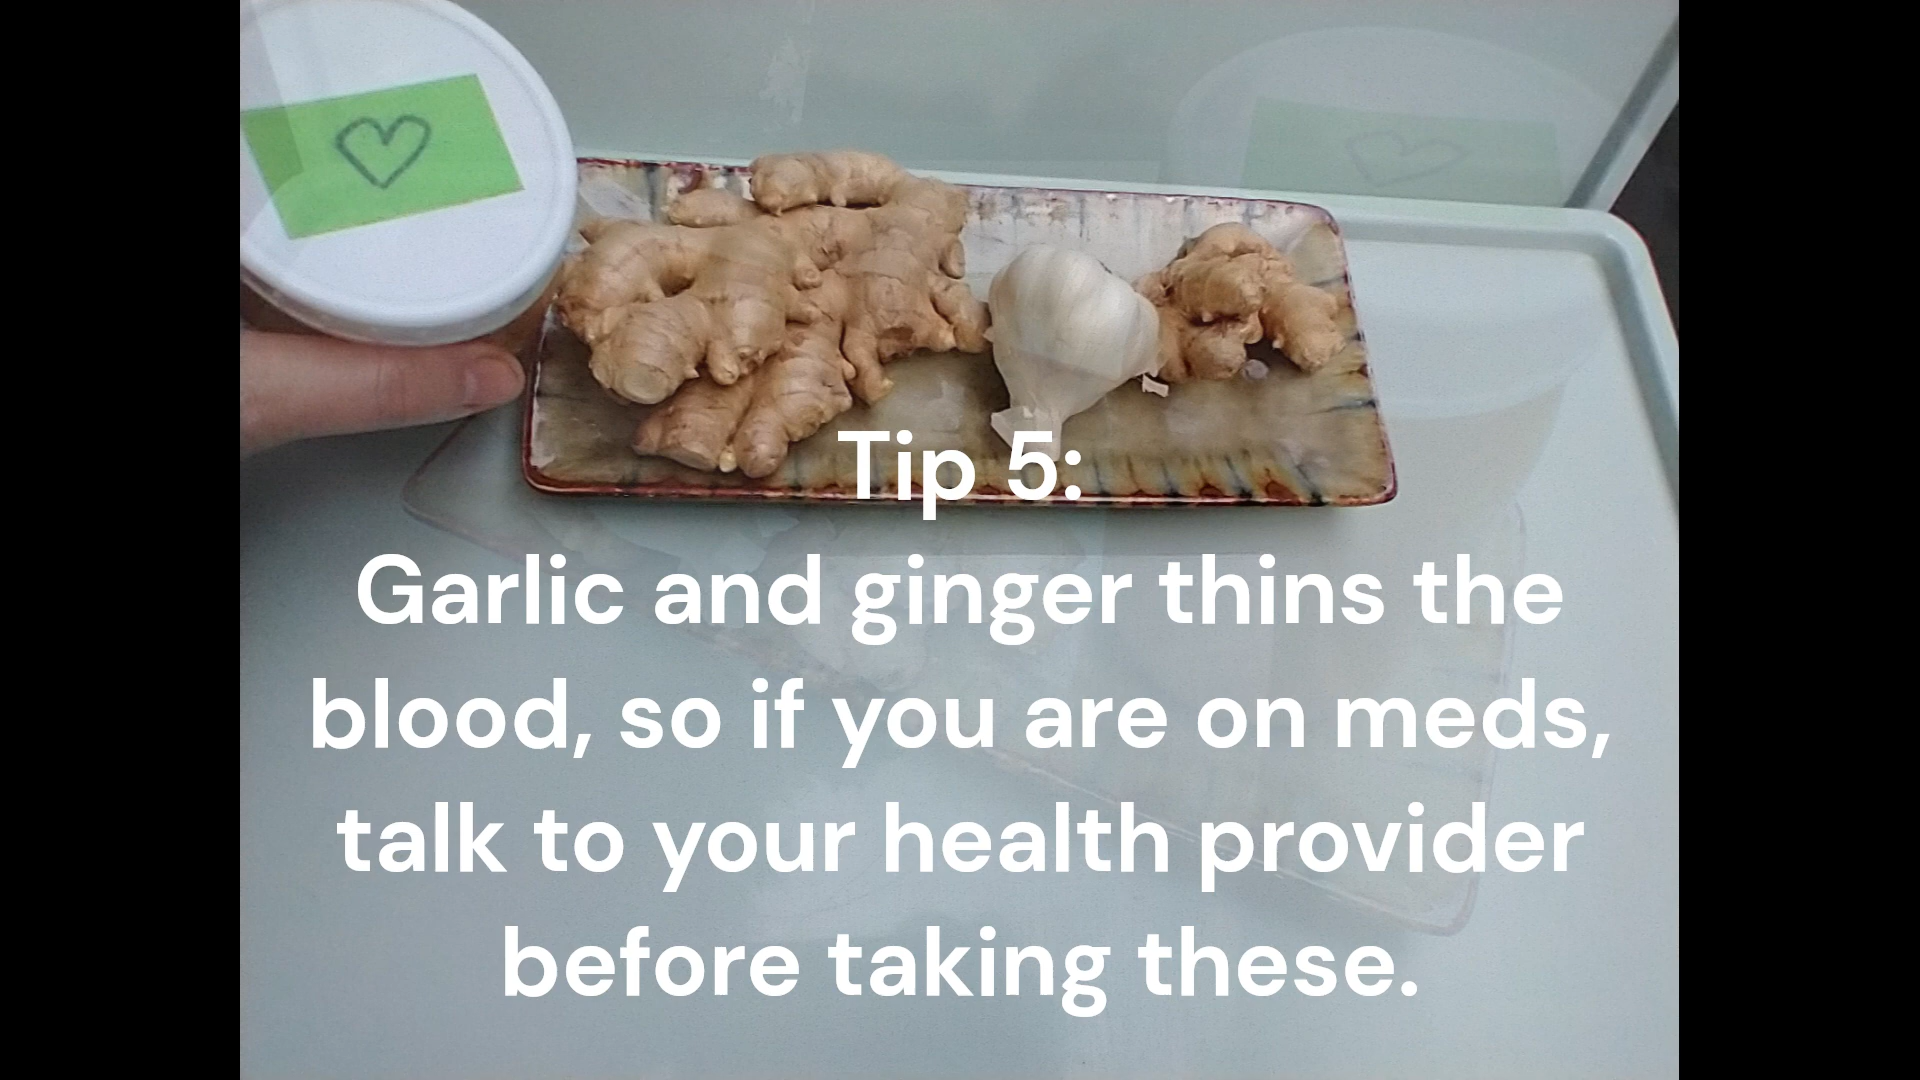 Tip 5:
Garlic and ginger thins the
blood, so if you are on meds,
talk to your health provider
before taking these.